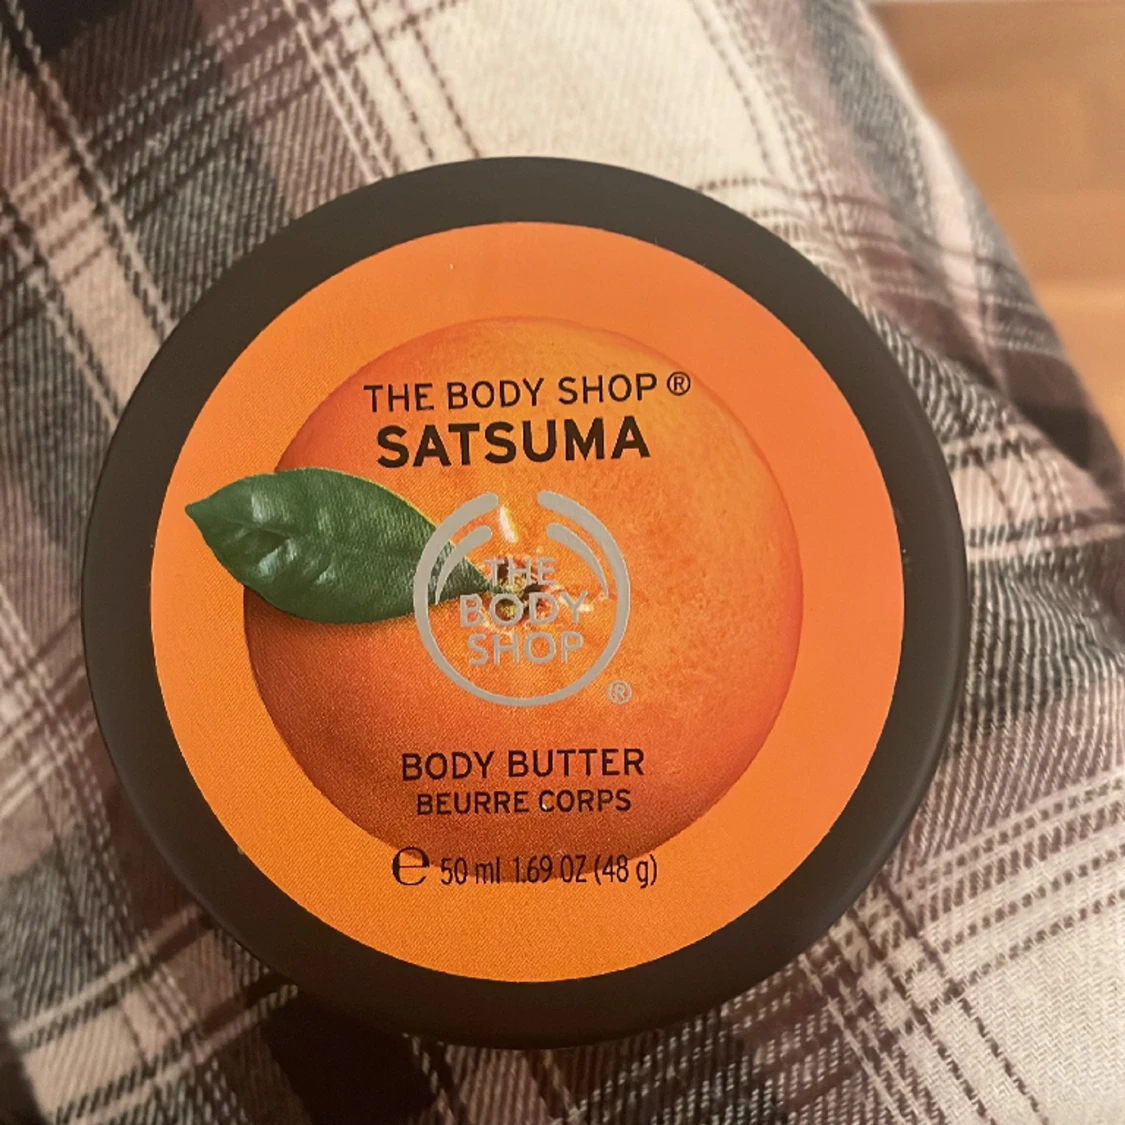 THE BODY SHOP®
SATSUMA
THE
BODY
SHOP
®
BODY BUTTER
BEURRE CORPS
℮ 50 ml 1.69 OZ (48 g)